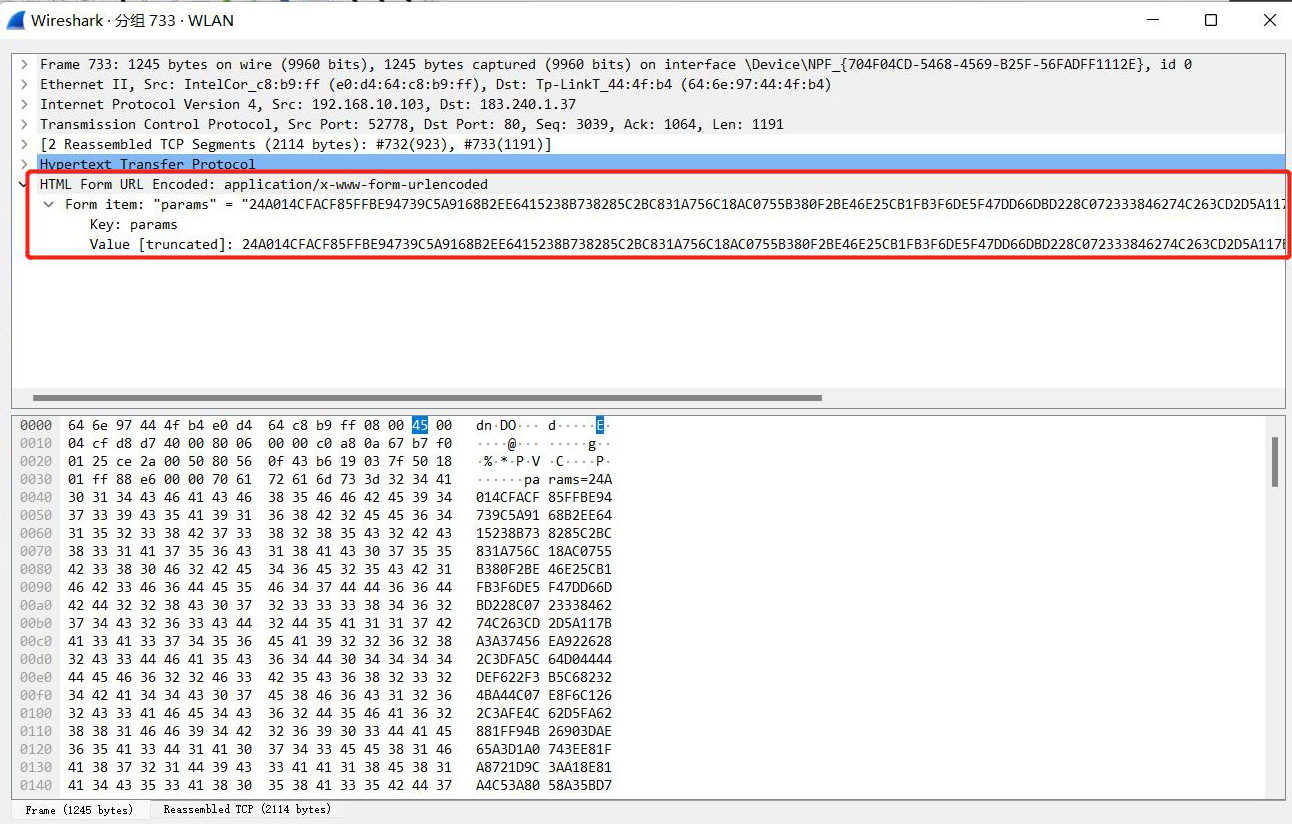 Wireshark · 分组 733 · WLAN
Frame 733: 1245 bytes on wire (9960 bits), 1245 bytes captured (9960 bits) on interface \Device\NPF_{704F04CD-5468-4569-B25F-56FADFF1112E}, id 0
Ethernet II, Src: IntelCor_c8:b9:ff (e0:d4:64:c8:b9:ff), Dst: Tp-LinkT_44:4f:b4 (64:6e:97:44:4f:b4)
Internet Protocol Version 4, Src: 192.168.10.103, Dst: 183.240.1.37
Transmission Control Protocol, Src Port: 52778, Dst Port: 80, Seq: 3039, Ack: 1064, Len: 1191
[2 Reassembled TCP Segments (2114 bytes): #732(923), #733(1191)]
Hypertext Transfer Protocol
HTML Form URL Encoded: application/x-www-form-urlencoded
Form item: "params" = "24A014CFACF85FFBE94739C5A9168B2EE6415238B738285C2BC831A756C18AC0755B380F2BE46E25CB1FB3F6DE5F47DD66DBD228C072333846274C263CD2D5A117
Key: params
Value [truncated]: 24A014CFACF85FFBE94739C5A9168B2EE6415238B738285C2BC831A756C18AC0755B380F2BE46E25CB1FB3F6DE5F47DD66DBD228C072333846274C263CD2D5A117B
0000 64 6e 97 44 4f b4 e0 d4 64 c8 b9 ff 08 00 45 00 dn·DO··· d·····E·
0010 04 cf d8 d7 40 00 80 06 00 00 c0 a8 0a 67 b7 f0 ····@··· ·····g··
0020 01 25 ce 2a 00 50 80 56 0f 43 b6 19 03 7f 50 18 ·%·*·P·V ·C····P·
0030 01 ff 88 e6 00 00 70 61 72 61 6d 73 3d 32 34 41 ······pa rams=24A
0040 30 31 34 43 46 41 43 46 38 35 46 46 42 45 39 34 014CFACF 85FFBE94
0050 37 33 39 43 35 41 39 31 36 38 42 32 45 45 36 34 739C5A91 68B2EE64
0060 31 35 32 33 38 42 37 33 38 32 38 35 43 32 42 43 15238B73 8285C2BC
0070 38 33 31 41 37 35 36 43 31 38 41 43 30 37 35 35 831A756C 18AC0755
0080 42 33 38 30 46 32 42 45 34 36 45 32 35 43 42 31 B380F2BE 46E25CB1
0090 46 42 33 46 36 44 45 35 46 34 37 44 44 36 36 44 FB3F6DE5 F47DD66D
00a0 42 44 32 32 38 43 30 37 32 33 33 33 38 34 36 32 BD228C07 23338462
00b0 37 34 43 32 36 33 43 44 32 44 35 41 31 31 37 42 74C263CD 2D5A117B
00c0 41 33 41 33 37 34 35 36 45 41 39 32 32 36 32 38 A3A37456 EA922628
00d0 32 43 33 44 46 41 35 43 36 34 44 30 34 34 34 34 2C3DFA5C 64D04444
00e0 44 45 46 36 32 32 46 33 42 35 43 36 38 32 33 32 DEF622F3 B5C68232
00f0 34 42 41 34 34 43 30 37 45 38 46 36 43 31 32 36 4BA44C07 E8F6C126
0100 32 43 33 41 46 45 34 43 36 32 44 35 46 41 36 32 2C3AFE4C 62D5FA62
0110 38 38 31 46 46 39 34 42 32 36 39 30 33 44 41 45 881FF94B 26903DAE
0120 36 35 41 33 44 31 41 30 37 34 33 45 45 38 31 46 65A3D1A0 743EE81F
0130 41 38 37 32 31 44 39 43 33 41 41 31 38 45 38 31 A8721D9C 3AA18E81
0140 41 34 43 35 33 41 38 30 35 38 41 33 35 42 44 37 A4C53A80 58A35BD7
Frame (1245 bytes) Reassembled TCP (2114 bytes)